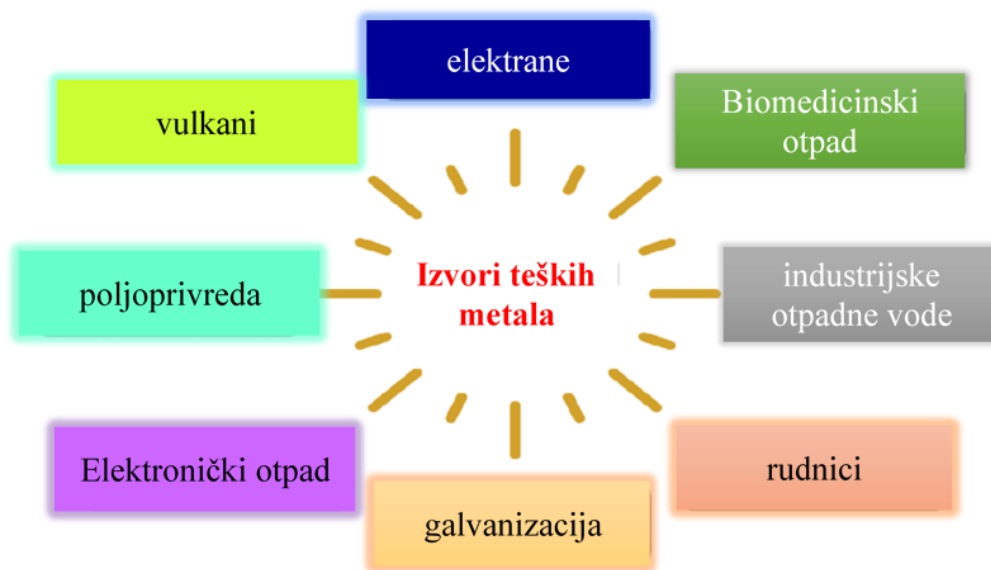 elektrane
vulkani
Biomedicinski
otpad
poljoprivreda
Izvori teških
metala
industrijske
otpadne vode
Elektronički otpad
galvanizacija
rudnici